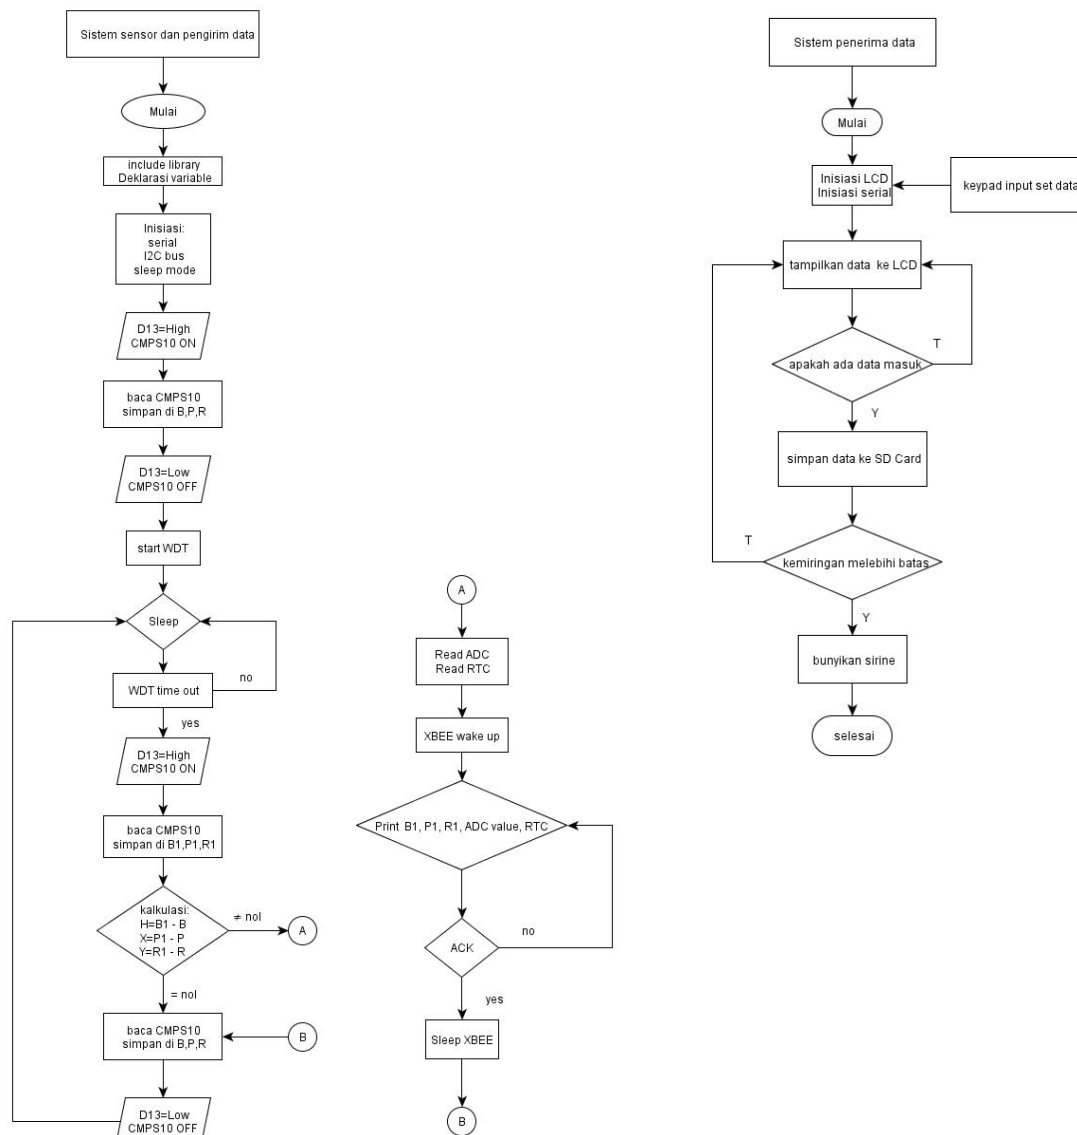 Sistem sensor dan pengirim data
Mulai
include library
Deklarasi variable
Inisiasi:
serial
I2C bus
sleep mode
D13=High
CMPS10 ON
baca CMPS10
simpan di B,P,R
D13=Low
CMPS10 OFF
start WDT
Sleep
WDT time out
no
yes
D13=High
CMPS10 ON
baca CMPS10
simpan di B1,P1,R1
kalkulasi:
H=B1 - B
X=P1 - P
Y=R1 - R
≠ nol
A
= nol
baca CMPS10
simpan di B,P,R
B
D13=Low
CMPS10 OFF
A
Read ADC
Read RTC
XBEE wake up
Print B1, P1, R1, ADC value, RTC
ACK
no
yes
Sleep XBEE
B
Sistem penerima data
Mulai
Inisiasi LCD
Inisiasi serial
keypad input set data
tampilkan data ke LCD
apakah ada data masuk
T
Y
simpan data ke SD Card
kemiringan melebihi batas
T
Y
bunyikan sirine
selesai